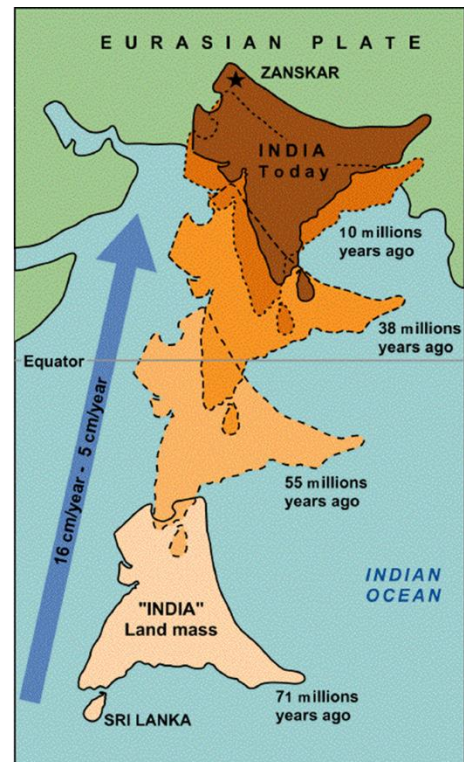 EURASIAN PLATE
ZANSKAR
INDIA
Today
10 millions
years ago
38 millions
years ago
Equator
16 cm/year - 5 cm/year
55 millions
years ago
INDIAN
OCEAN
"INDIA"
Land mass
71 millions
years ago
SRI LANKA